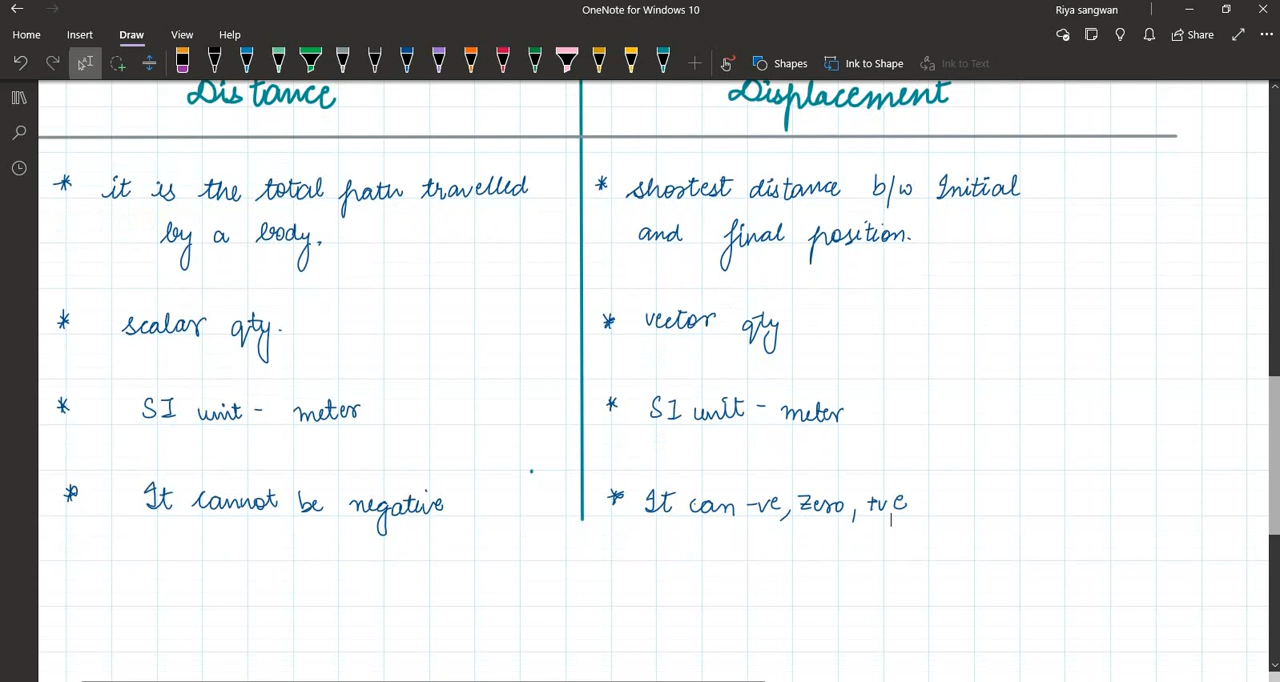 OneNote for Windows 10
Riya sangwan
Home Insert Draw View Help
Share
Shapes Ink to Shape Ink to Text
Distance Displacement
* it is the total path travelled
by a body.
* shortest distance b/w Initial
and final position.
* scalar qty.
* vector qty
* SI unit - meter
* SI unit - meter
* It cannot be negative
* It can -ve, zero, +ve